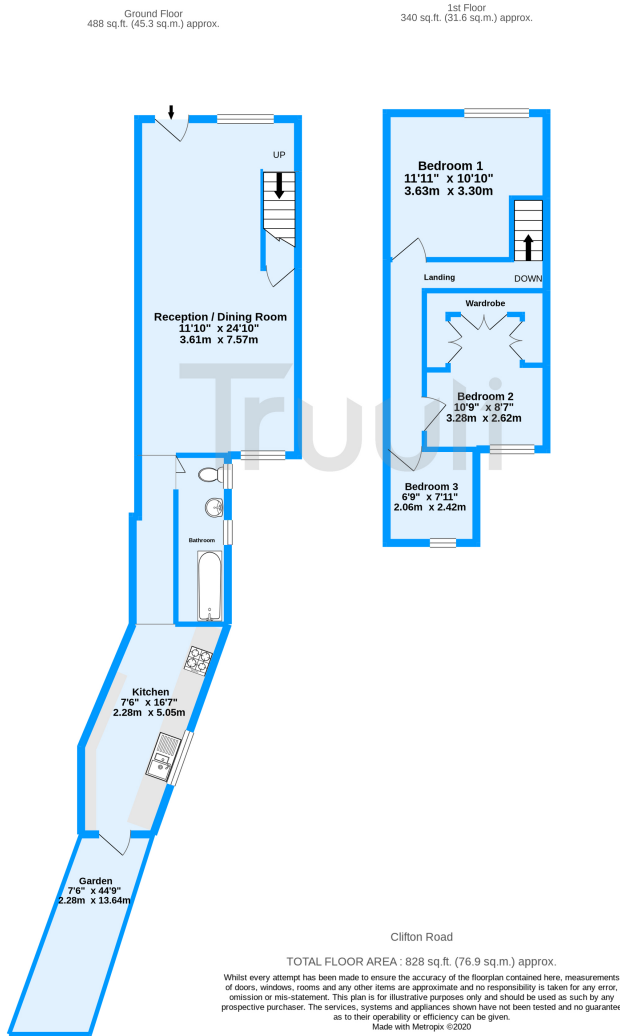 Ground Floor
488 sq.ft. (45.3 sq.m.) approx.
1st Floor
340 sq.ft. (31.6 sq.m.) approx.
UP
Reception / Dining Room
11'10" x 24'10"
3.61m x 7.57m
Bathroom
Kitchen
7'6" x 16'7"
2.28m x 5.05m
Garden
7'6" x 44'9"
2.28m x 13.64m
Bedroom 1
11'11" x 10'10"
3.63m x 3.30m
Landing
DOWN
Wardrobe
Bedroom 2
10'9" x 8'7"
3.28m x 2.62m
Bedroom 3
6'9" x 7'11"
2.06m x 2.42m
Truuli
Clifton Road
TOTAL FLOOR AREA : 828 sq.ft. (76.9 sq.m.) approx.
Whilst every attempt has been made to ensure the accuracy of the floorplan contained here, measurements
of doors, windows, rooms and any other items are approximate and no responsibility is taken for any error,
omission or mis-statement. This plan is for illustrative purposes only and should be used as such by any
prospective purchaser. The services, systems and appliances shown have not been tested and no guarantee
as to their operability or efficiency can be given.
Made with Metropix ©2020